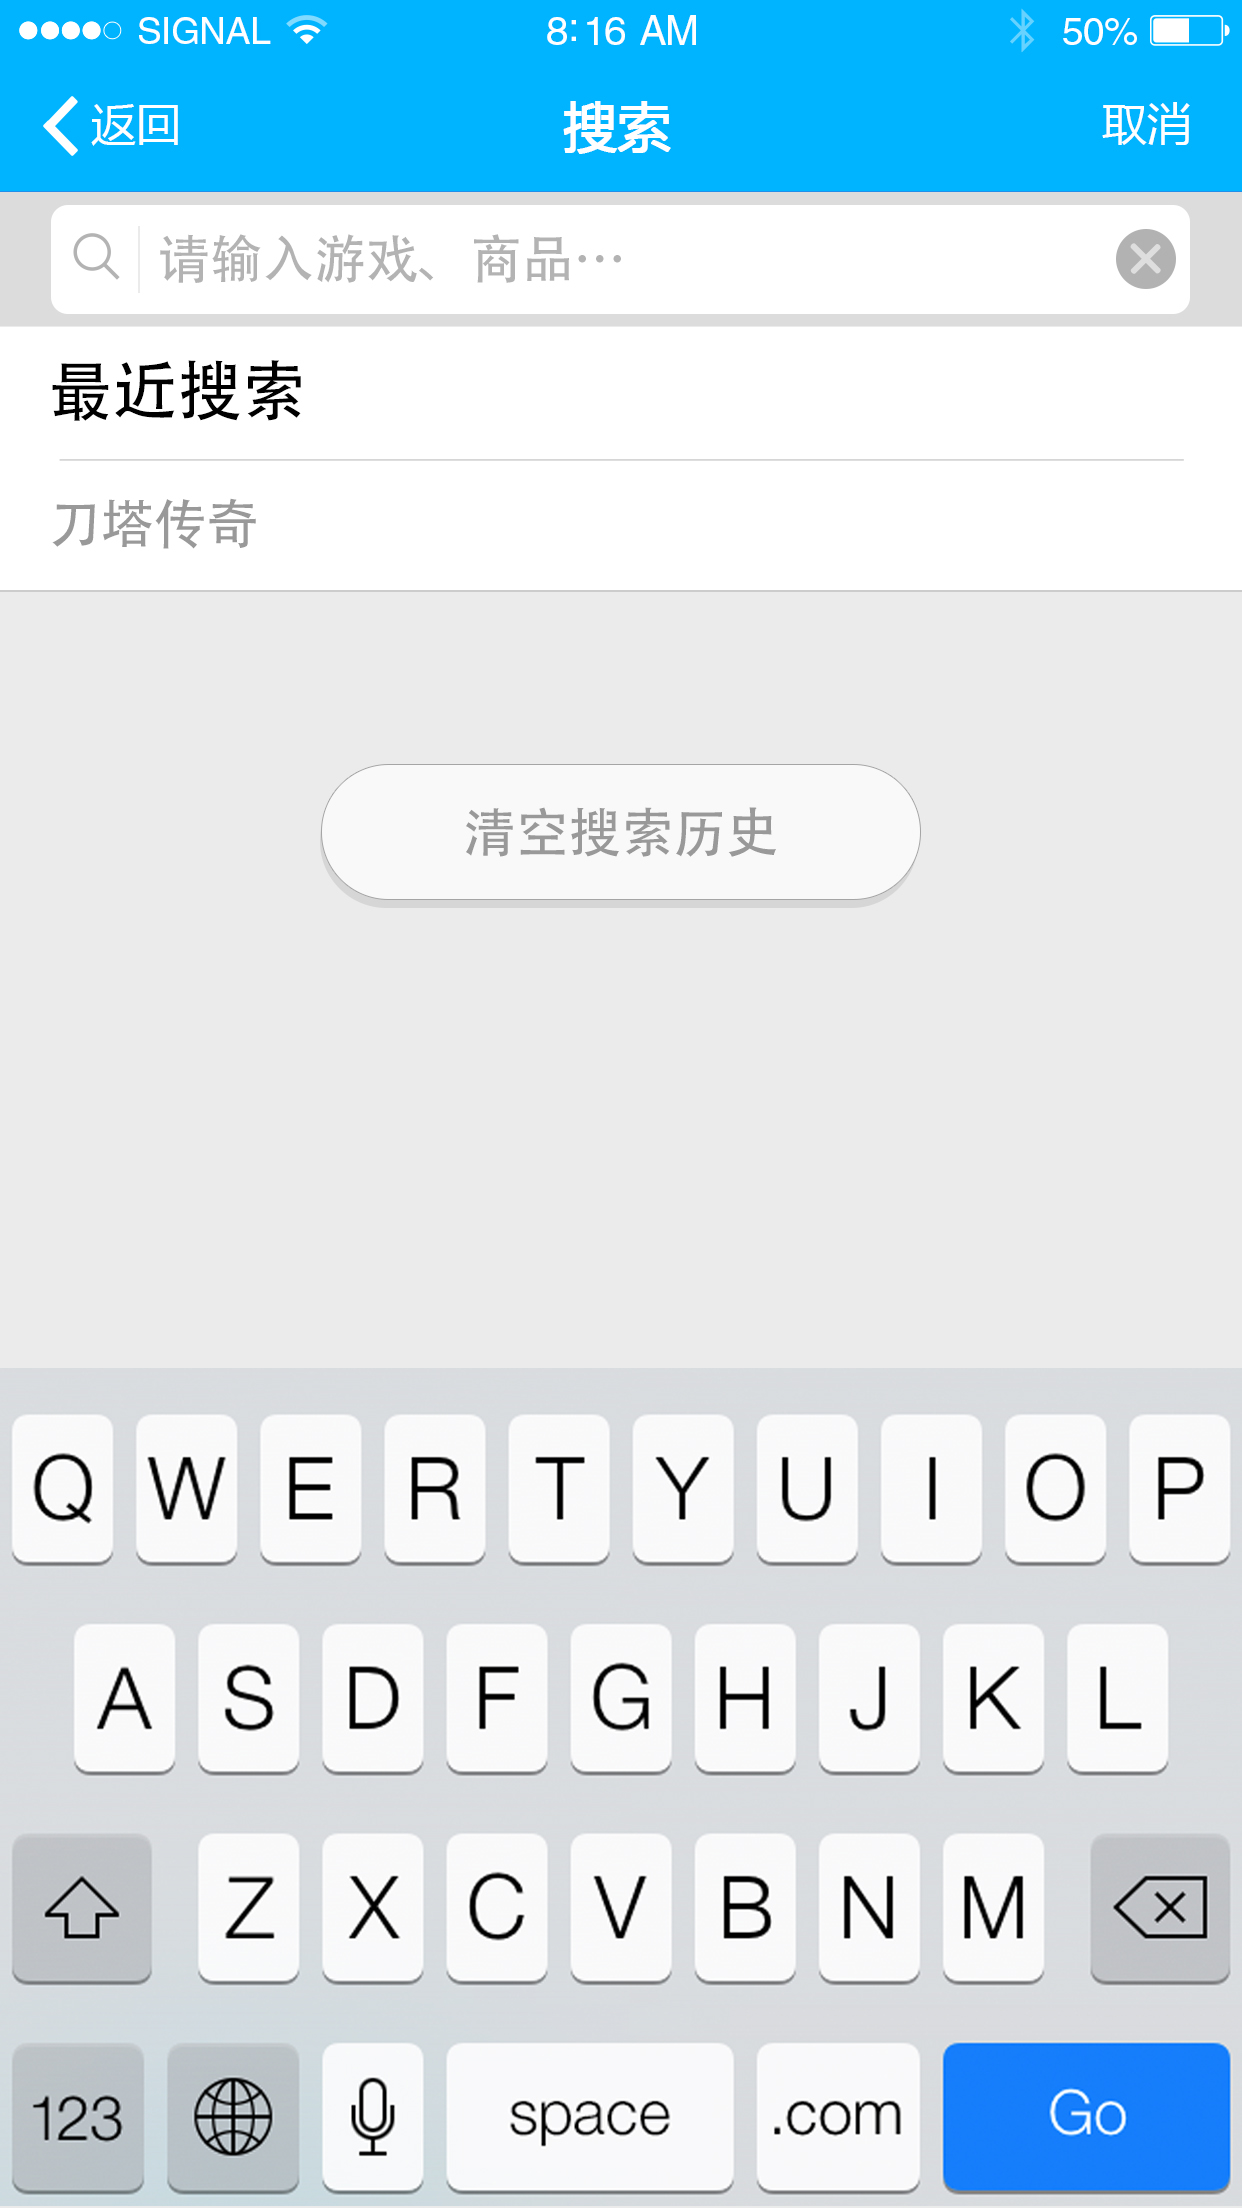 SIGNAL 8:16 AM 50%
返回 搜索 取消
请输入游戏、商品…
最近搜索
刀塔传奇
清空搜索历史
Q W E R T Y U I O P
A S D F G H J K L
Z X C V B N M
123 space .com Go